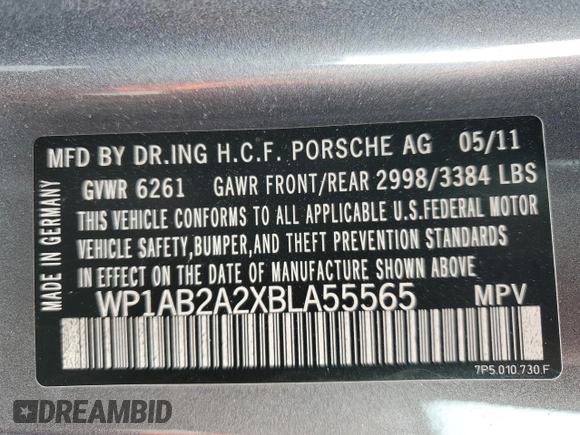 MFD BY DR.ING H.C.F. PORSCHE AG 05/11
GVWR 6261 GAWR FRONT/REAR 2998/3384 LBS
THIS VEHICLE CONFORMS TO ALL APPLICABLE U.S.FEDERAL MOTOR
VEHICLE SAFETY,BUMPER,AND THEFT PREVENTION STANDARDS
IN EFFECT ON THE DATE OF MANUFACTURE SHOWN ABOVE
WP1AB2A2XBLA55565 MPV
MADE IN GERMANY
7P5.010.730.F
DREAMBID